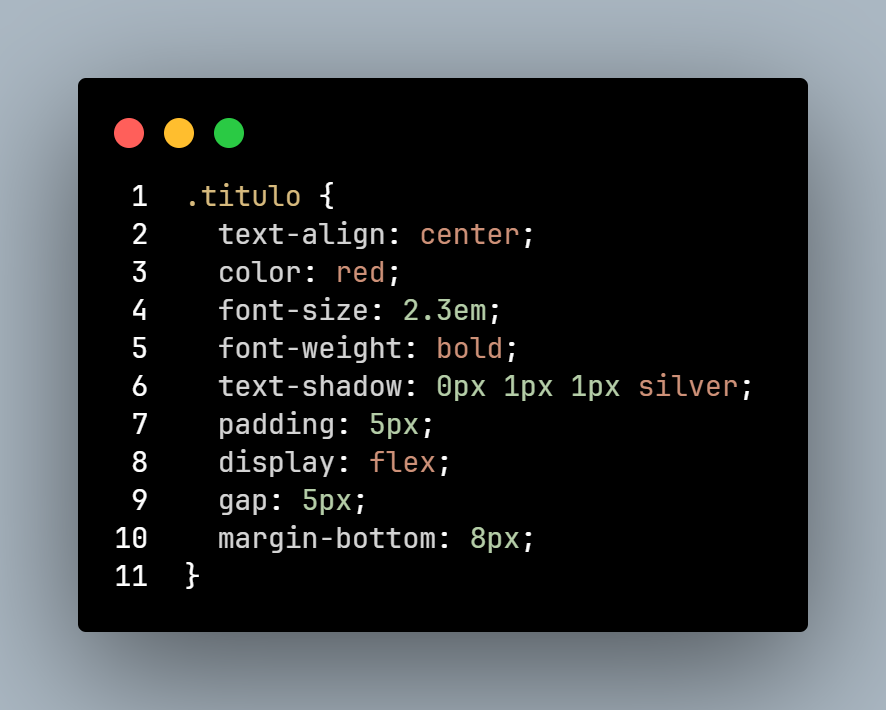 1 .titulo {
2   text-align: center;
3   color: red;
4   font-size: 2.3em;
5   font-weight: bold;
6   text-shadow: 0px 1px 1px silver;
7   padding: 5px;
8   display: flex;
9   gap: 5px;
10   margin-bottom: 8px;
11 }